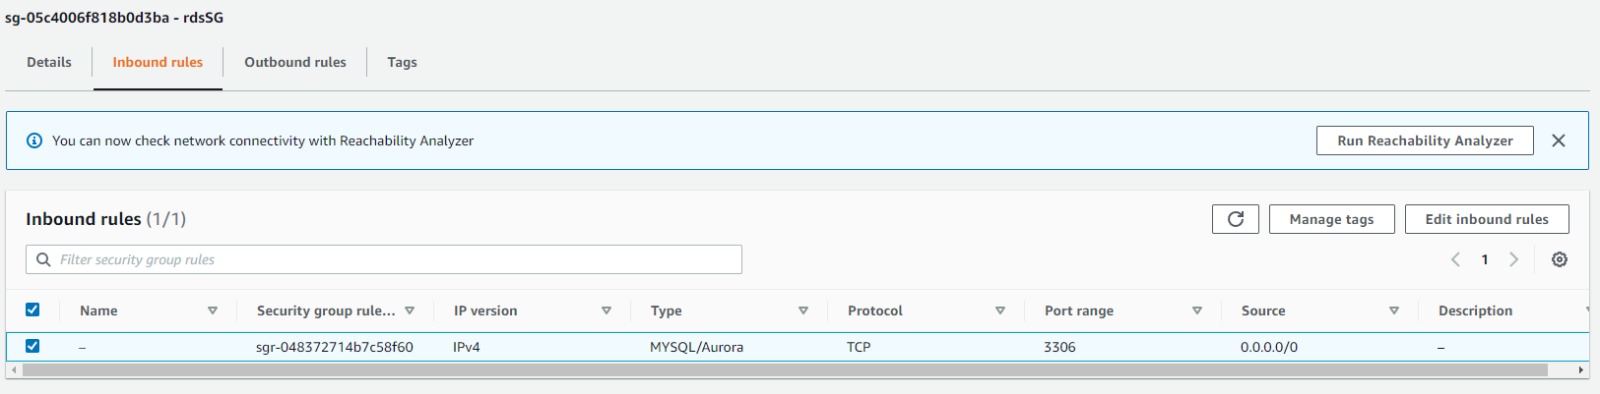 sg-05c4006f818b0d3ba - rdsSG
Details Inbound rules Outbound rules Tags
You can now check network connectivity with Reachability Analyzer Run Reachability Analyzer
Inbound rules (1/1) Manage tags Edit inbound rules
Filter security group rules 1
Name Security group rule... IP version Type Protocol Port range Source Description
– sgr-048372714b7c58f60 IPv4 MYSQL/Aurora TCP 3306 0.0.0.0/0 –